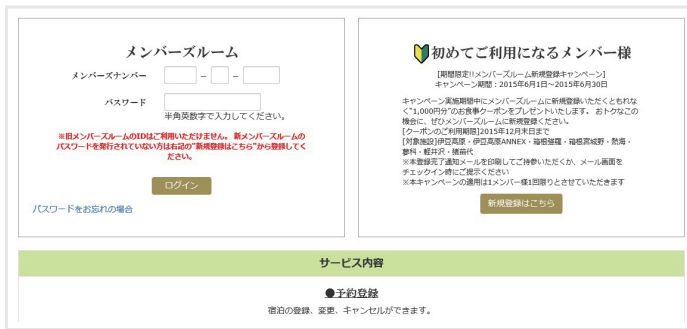 メンバーズルーム
メンバーズナンバー - -
パスワード
半角英数字で入力してください。
※旧メンバーズルームのIDはご利用いただけません。 新メンバーズルームの
パスワードを発行されていない方は右記の"新規登録はこちら"から登録してく
ださい。
ログイン
パスワードをお忘れの場合
初めてご利用になるメンバー様
[期間限定!!メンバーズルーム新規登録キャンペーン]
キャンペーン期間：2015年6月1日～2015年6月30日
キャンペーン実施期間中にメンバーズルームに新規登録いただくともれな
く"1,000円分"のお食事クーポンをプレゼントいたします。 おトクなこの
機会に、ぜひメンバーズルームに新規登録ください。
[クーポンのご利用期限]2015年12月末日まで
[対象施設]伊豆高原・伊豆高原ANNEX・箱根強羅・箱根宮城野・熱海・
蓼科・軽井沢・猪苗代
※本登録完了通知メールを印刷してご持参いただくか、メール画面を
チェックイン時にご提示ください
※本キャンペーンの適用は1メンバー様1回限りとさせていただきます
新規登録はこちら
サービス内容
●予約登録
宿泊の登録、変更、キャンセルができます。